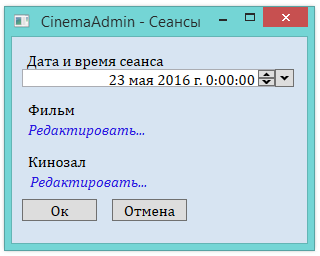 CinemaAdmin - Сеансы
Дата и время сеанса
23 мая 2016 г. 0:00:00
Фильм
Редактировать...
Кинозал
Редактировать...
Ок Отмена